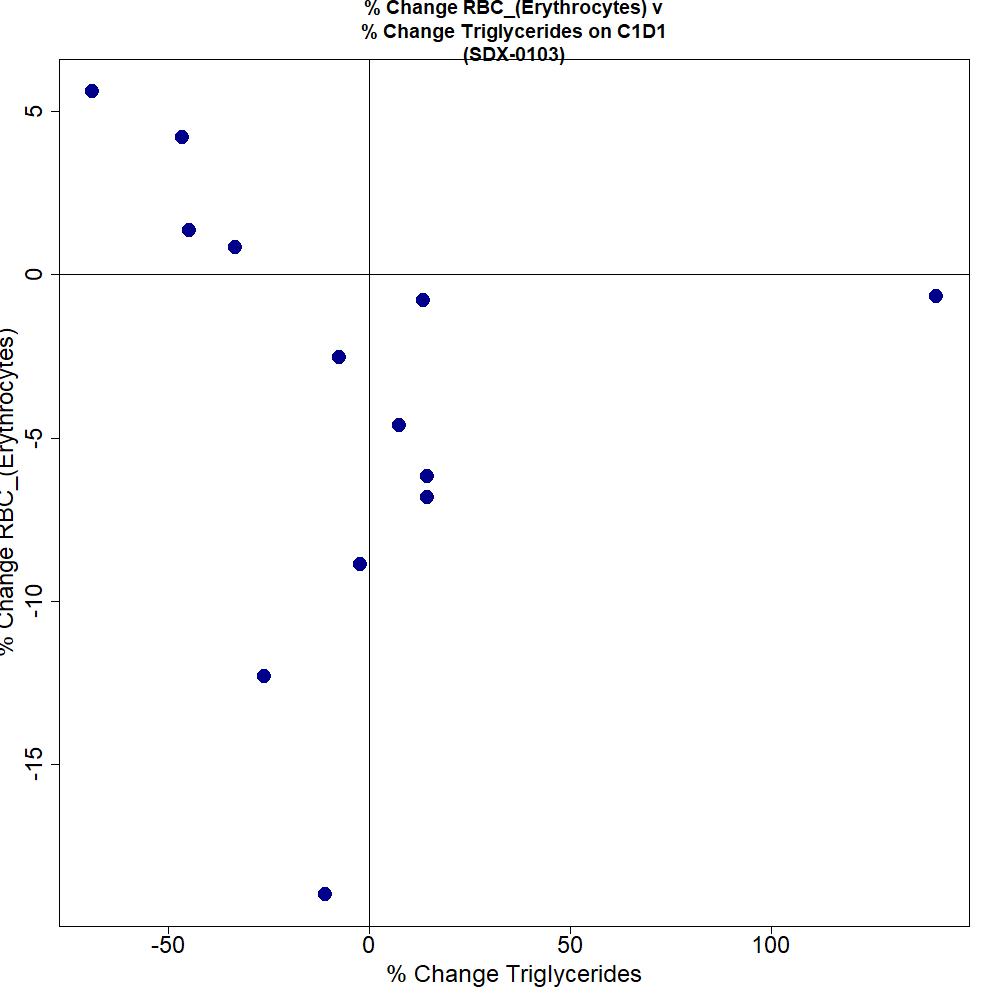 % Change RBC_(Erythrocytes) v
% Change Triglycerides on C1D1
(SDX-0103)
5
0
-5
-10
-15
% Change RBC_(Erythrocytes)
-50
0
50
100
% Change Triglycerides